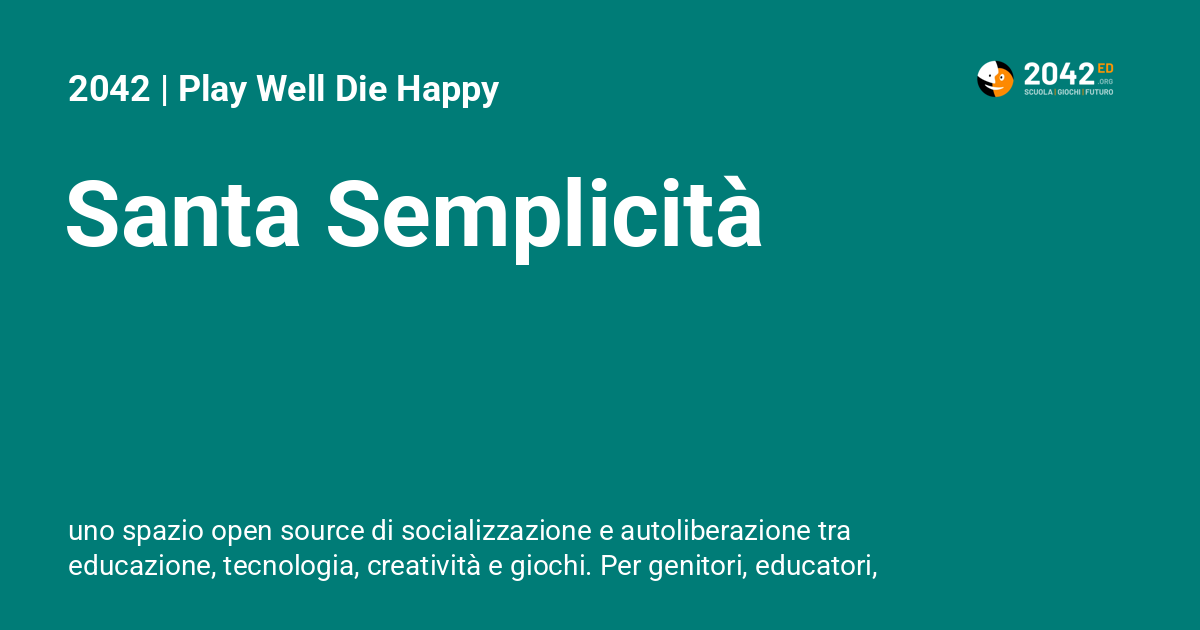 2042 | Play Well Die Happy
2042 ED
.ORG
SCUOLA | GIOCHI | FUTURO
Santa Semplicità
uno spazio open source di socializzazione e autoliberazione tra
educazione, tecnologia, creatività e giochi. Per genitori, educatori,